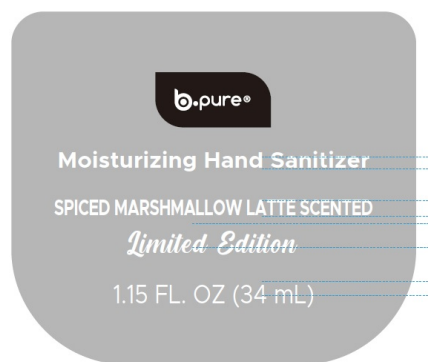 b.pure®
Moisturizing Hand Sanitizer
SPICED MARSHMALLOW LATTE SCENTED
Limited Edition
1.15 FL. OZ (34 mL)